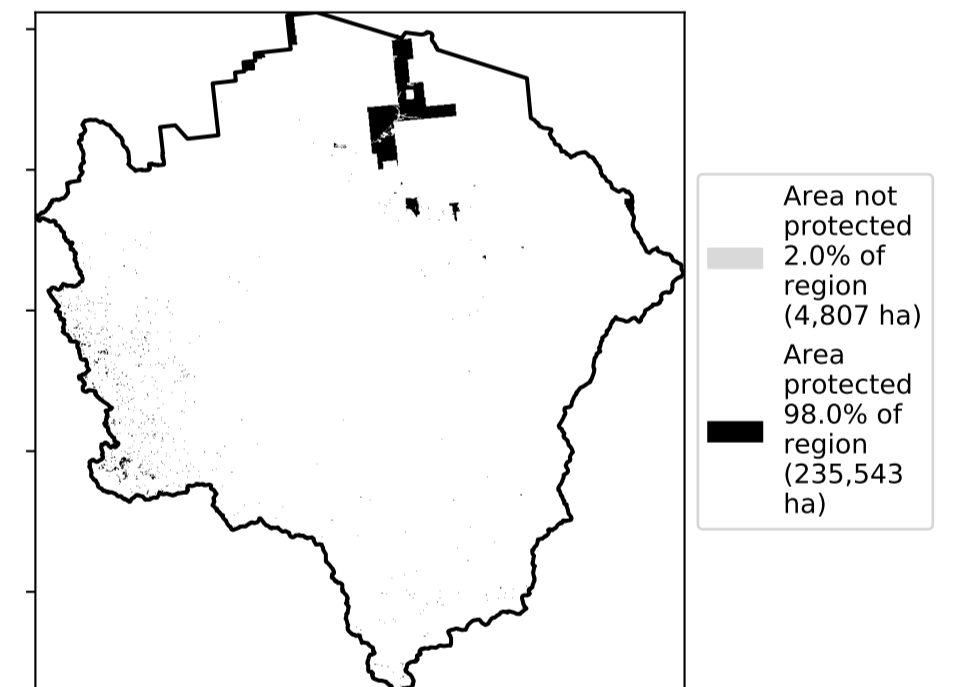 Area not
protected
2.0% of
region
(4,807 ha)
Area
protected
98.0% of
region
(235,543
ha)